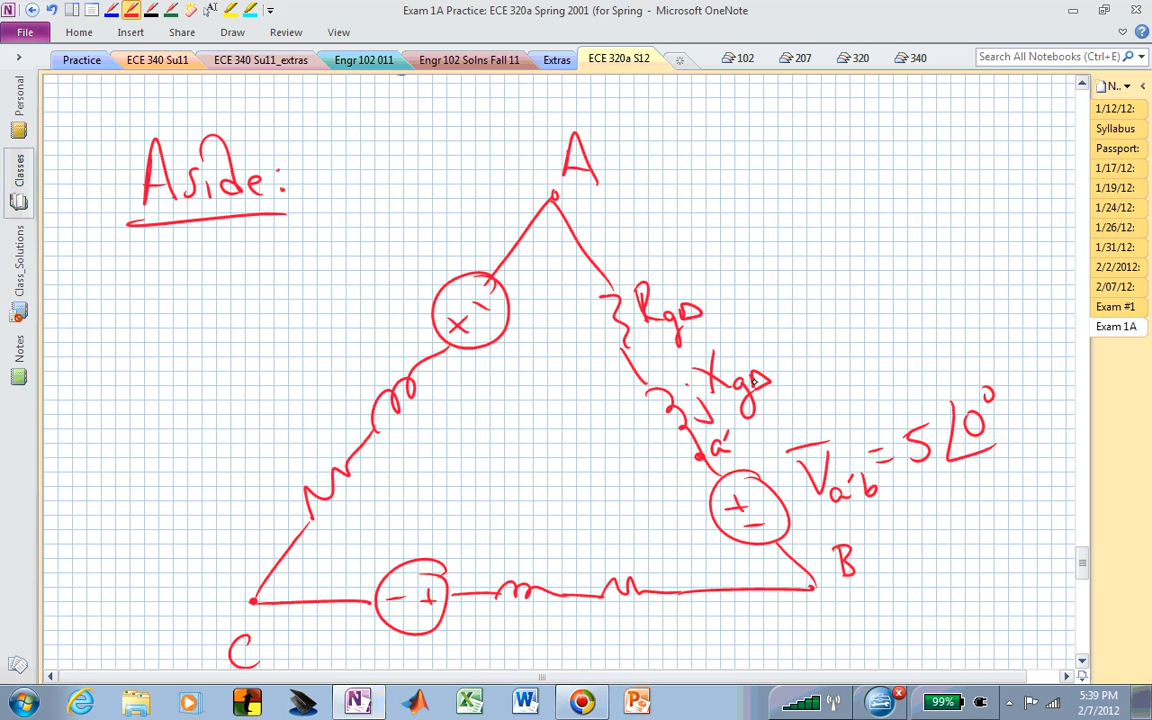 Exam 1A Practice: ECE 320a Spring 2001 (for Spring - Microsoft OneNote
File Home Insert Share Draw Review View
Practice ECE 340 Su11 ECE 340 Su11_extras Engr 102 011 Engr 102 Solns Fall 11 Extras ECE 320a S12 102 207 320 340 Search All Notebooks (Ctrl+E)
N..
Personal
Classes
Class_Solutions
Notes
1/12/12:
Syllabus
Passport:
1/17/12:
1/19/12:
1/24/12:
1/26/12:
1/31/12:
2/2/2012:
2/07/12:
Exam #1
Exam 1A
Aside:
A
+ -
RgΔ
XgΔ
a'
V̅a'b = 5∠0°
+ -
B
- +
C
99%
5:39 PM
2/7/2012